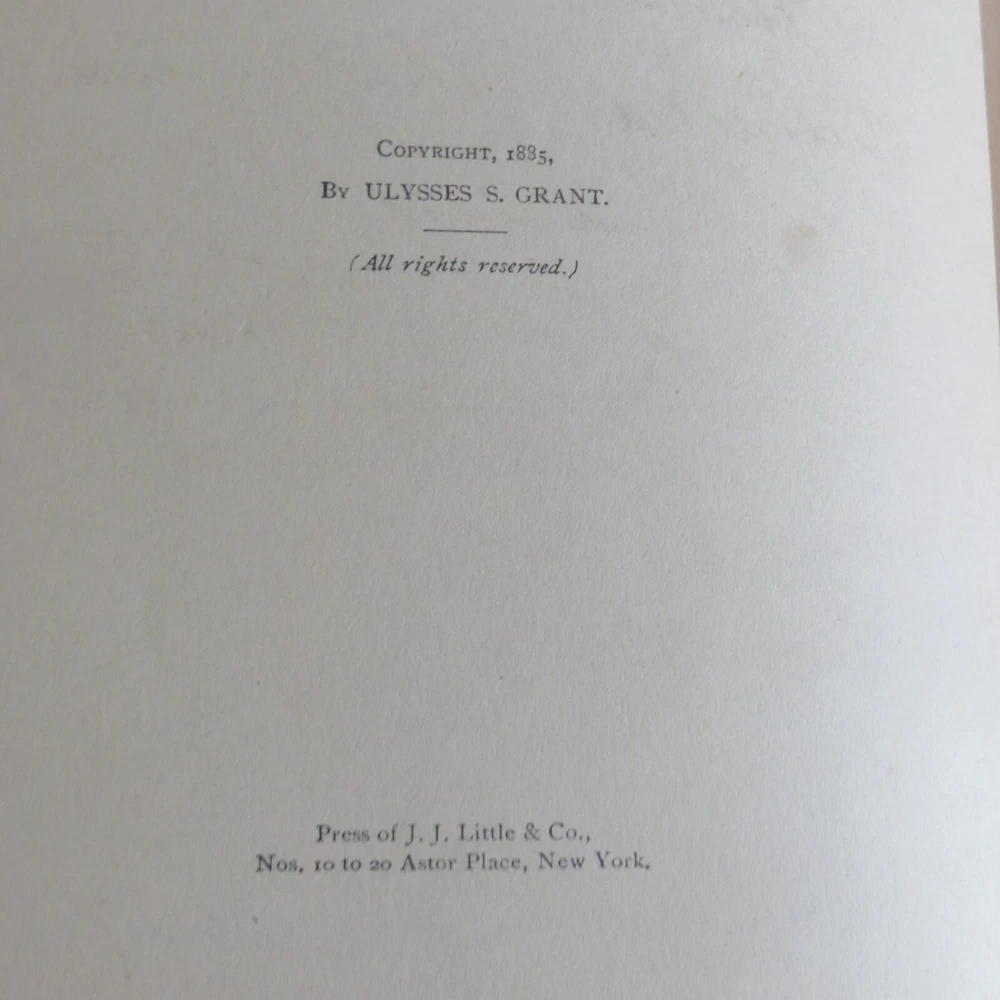 COPYRIGHT, 1885,
BY ULYSSES S. GRANT.
(All rights reserved.)
Press of J. J. Little & Co.,
Nos. 10 to 20 Astor Place, New York.